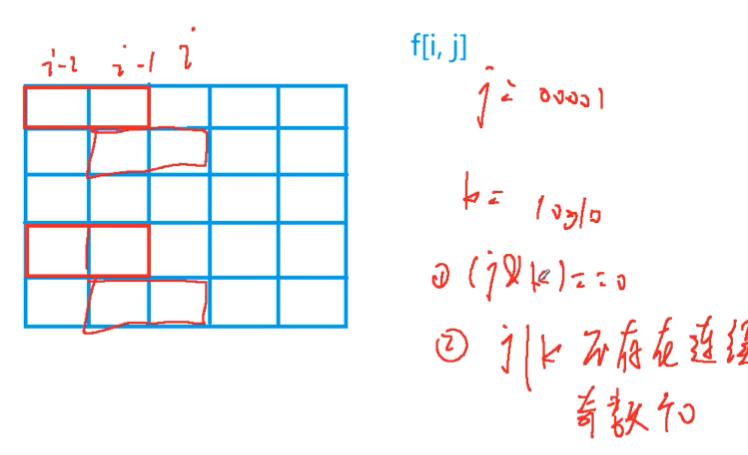 i-2 i-1 i
f[i, j]
j = 00001
k = 10010
① (j & k) == 0
② j|k 不存在连续
奇数个0